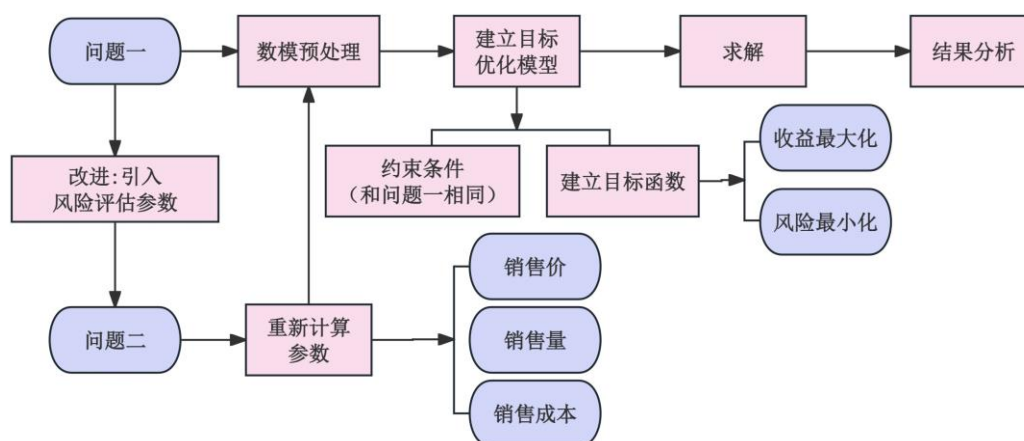 问题一
数模预处理
建立目标
优化模型
求解
结果分析
改进:引入
风险评估参数
约束条件
(和问题一相同)
建立目标函数
收益最大化
风险最小化
问题二
重新计算
参数
销售价
销售量
销售成本